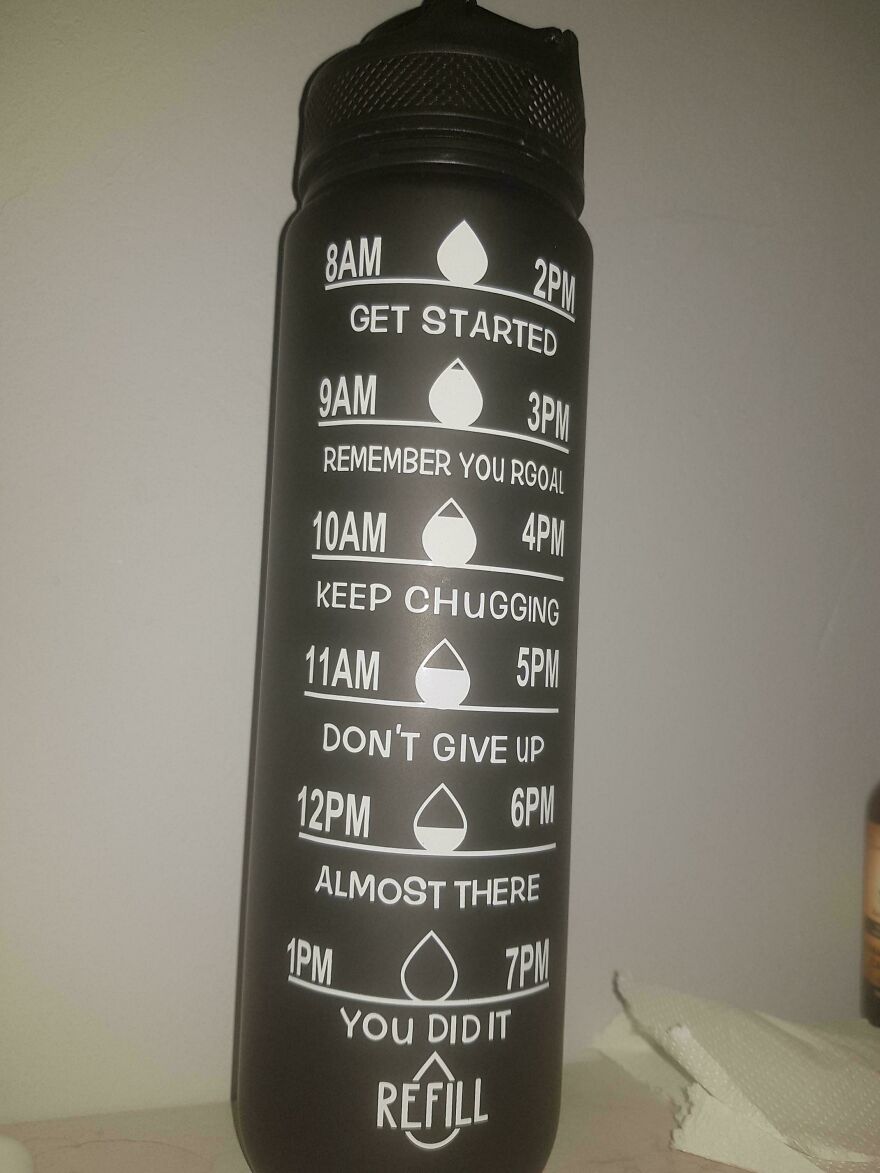 8AM 2PM
GET STARTED
9AM 3PM
REMEMBER YOU RGOAL
10AM 4PM
KEEP CHUGGING
11AM 5PM
DON'T GIVE UP
12PM 6PM
ALMOST THERE
1PM 7PM
YOU DID IT
REFILL